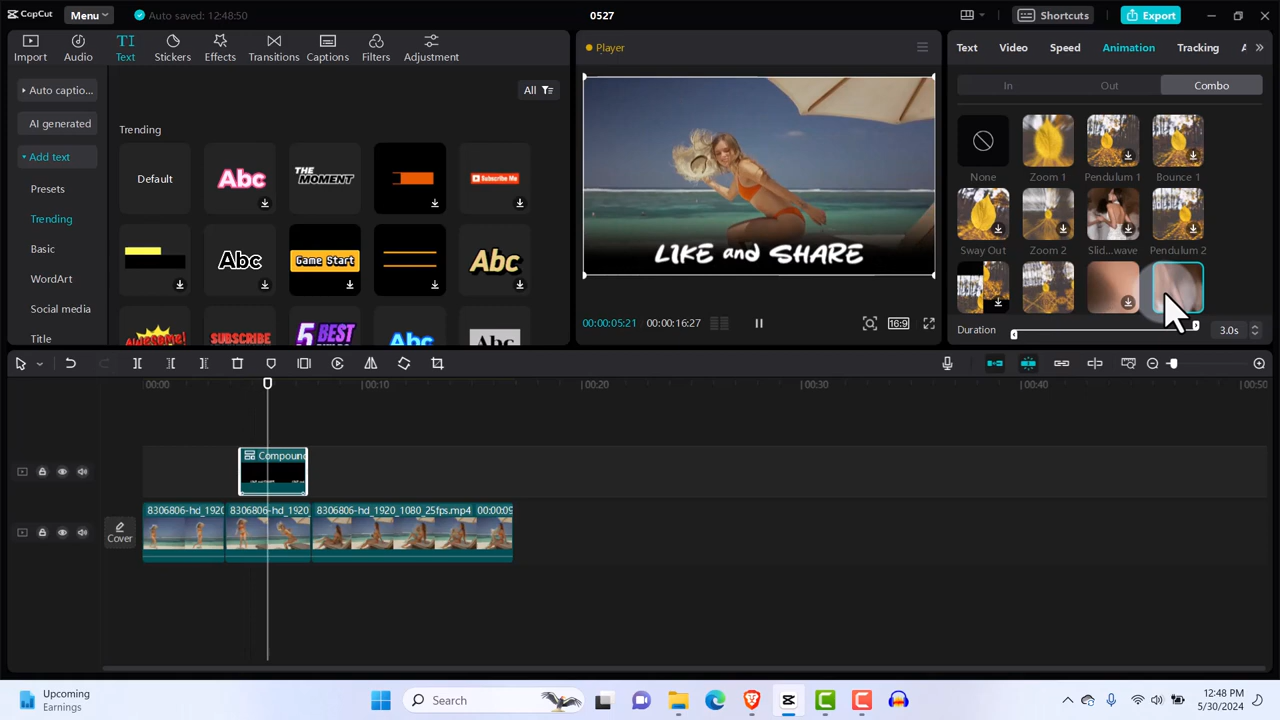 CapCut
Menu
Auto saved: 12:48:50
0527
Shortcuts
Export
Import
Audio
Text
Stickers
Effects
Transitions
Captions
Filters
Adjustment
Player
Text
Video
Speed
Animation
Tracking
A
Auto captio...
AI generated
Add text
Presets
Trending
Basic
WordArt
Social media
Title
All
Trending
Default
Abc
THE MOMENT
Subscribe Me
Abc
Game Start
Abc
Awesome!
SUBSCRIBE
5 BEST
Abc
Abc
LIKE and SHARE
00:00:05:21
00:00:16:27
16:9
In
Out
Combo
None
Zoom 1
Pendulum 1
Bounce 1
Sway Out
Zoom 2
Slid...wave
Pendulum 2
Duration
3.0s
00:00
00:10
00:20
00:30
00:40
00:50
Compoun
Cover
8306806-hd_1920
8306806-hd_1920_
8306806-hd_1920_1080_25fps.mp4
00:00:09
Upcoming
Earnings
Search
12:48 PM
5/30/2024